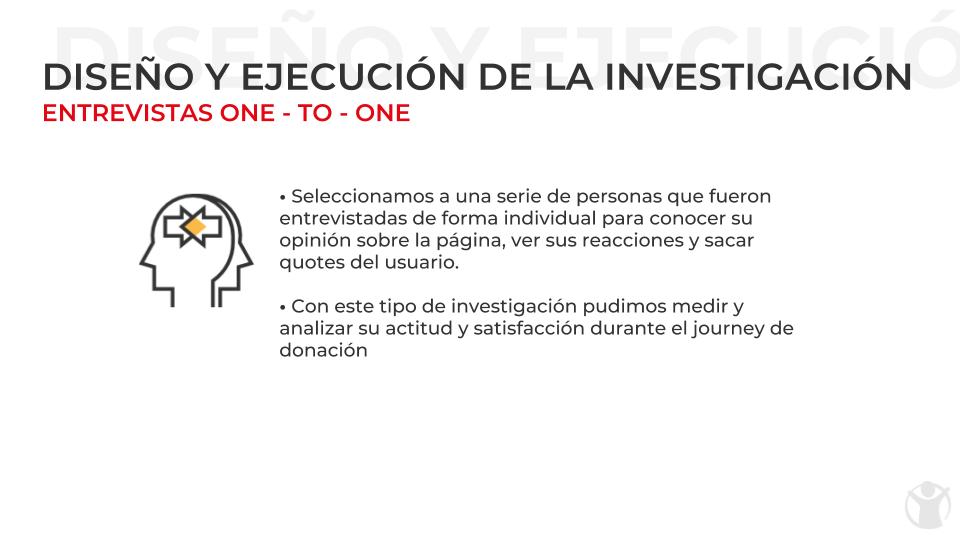 DISEÑO Y EJECUCIÓ
DISEÑO Y EJECUCIÓN DE LA INVESTIGACIÓN
ENTREVISTAS ONE - TO - ONE
• Seleccionamos a una serie de personas que fueron
entrevistadas de forma individual para conocer su
opinión sobre la página, ver sus reacciones y sacar
quotes del usuario.
• Con este tipo de investigación pudimos medir y
analizar su actitud y satisfacción durante el journey de
donación